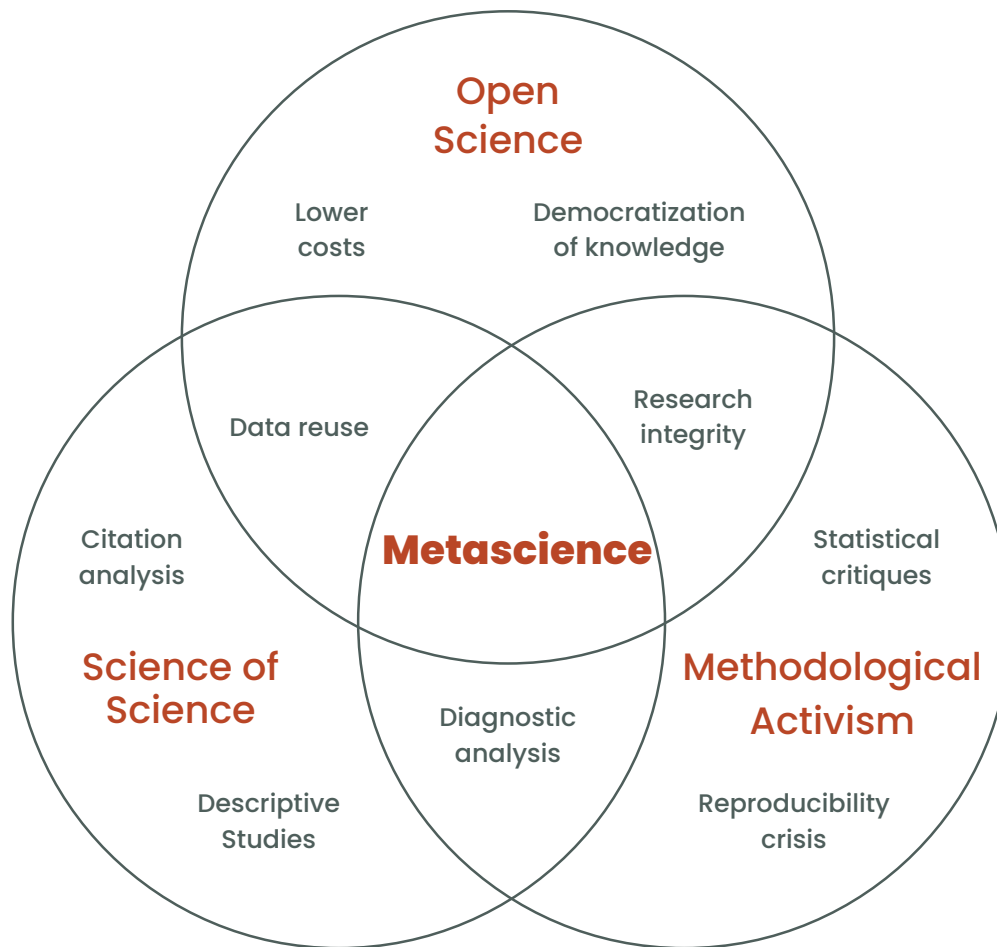 Open
Science
Lower
costs
Democratization
of knowledge
Data reuse
Research
integrity
Metascience
Citation
analysis
Statistical
critiques
Science of
Science
Methodological
Activism
Diagnostic
analysis
Descriptive
Studies
Reproducibility
crisis